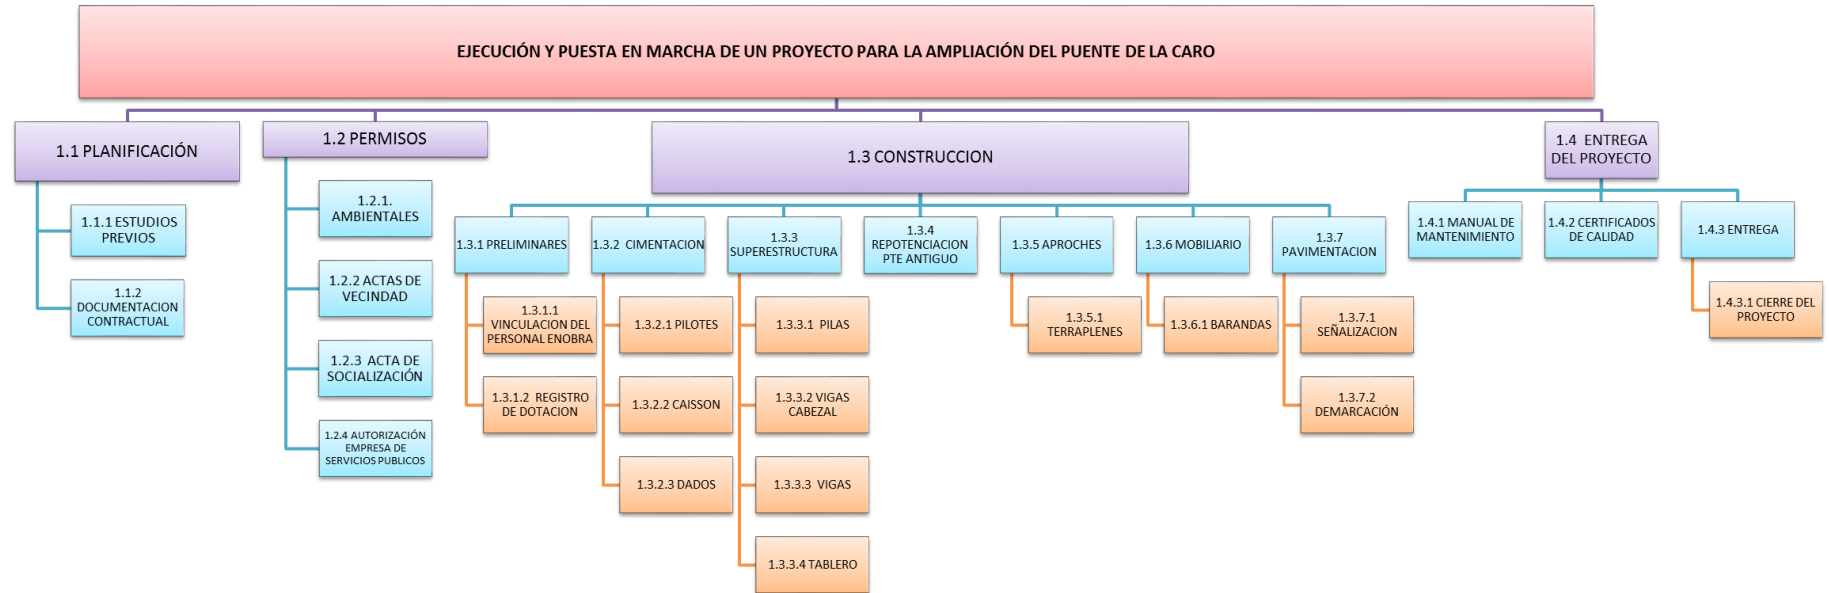 EJECUCIÓN Y PUESTA EN MARCHA DE UN PROYECTO PARA LA AMPLIACIÓN DEL PUENTE DE LA CARO
1.1 PLANIFICACIÓN
1.1.1 ESTUDIOS
PREVIOS
1.1.2
DOCUMENTACION
CONTRACTUAL
1.2 PERMISOS
1.2.1.
AMBIENTALES
1.2.2 ACTAS DE
VECINDAD
1.2.3 ACTA DE
SOCIALIZACIÓN
1.2.4 AUTORIZACIÓN
EMPRESA DE
SERVICIOS PUBLICOS
1.3 CONSTRUCCION
1.3.1 PRELIMINARES
1.3.1.1
VINCULACION DEL
PERSONAL ENOBRA
1.3.1.2 REGISTRO
DE DOTACION
1.3.2 CIMENTACION
1.3.2.1 PILOTES
1.3.2.2 CAISSON
1.3.2.3 DADOS
1.3.3
SUPERESTRUCTURA
1.3.3.1 PILAS
1.3.3.2 VIGAS
CABEZAL
1.3.3.3 VIGAS
1.3.3.4 TABLERO
1.3.4
REPOTENCIACION
PTE ANTIGUO
1.3.5 APROCHES
1.3.5.1
TERRAPLENES
1.3.6 MOBILIARIO
1.3.6.1 BARANDAS
1.3.7
PAVIMENTACION
1.3.7.1
SEÑALIZACION
1.3.7.2
DEMARCACIÓN
1.4 ENTREGA
DEL PROYECTO
1.4.1 MANUAL DE
MANTENIMIENTO
1.4.2 CERTIFICADOS
DE CALIDAD
1.4.3 ENTREGA
1.4.3.1 CIERRE DEL
PROYECTO